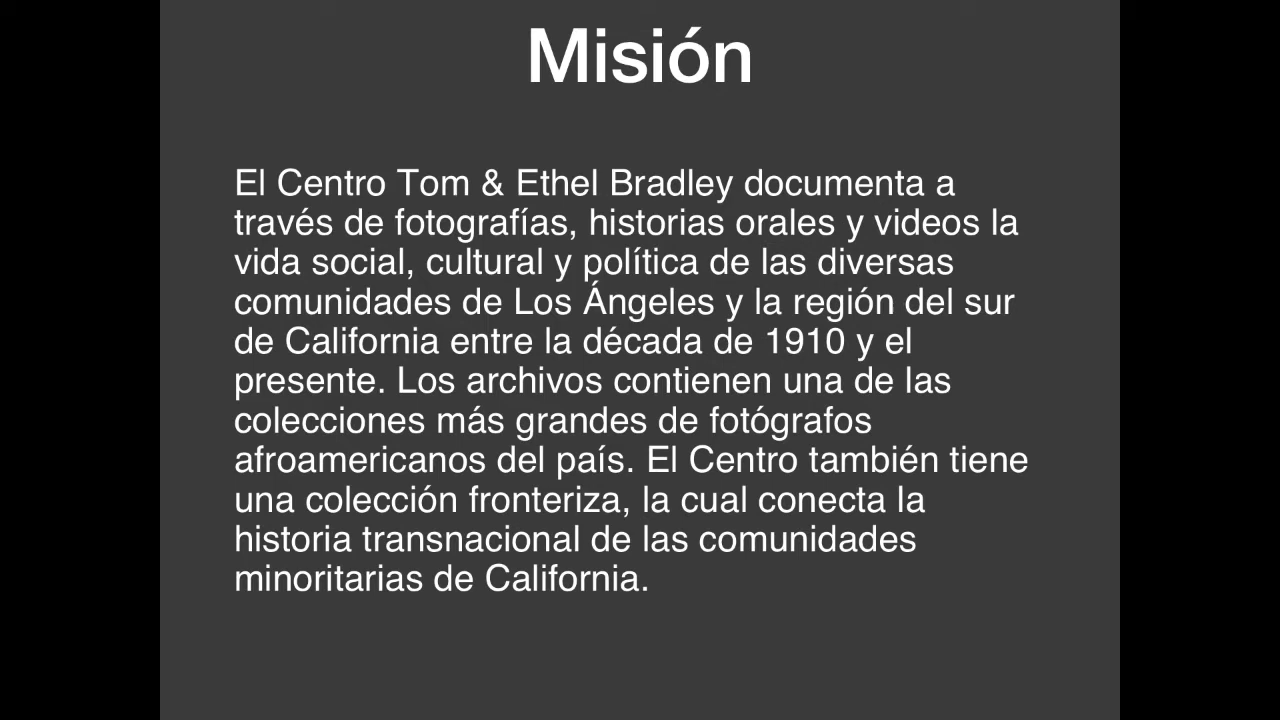 Misión
El Centro Tom & Ethel Bradley documenta a
través de fotografías, historias orales y videos la
vida social, cultural y política de las diversas
comunidades de Los Ángeles y la región del sur
de California entre la década de 1910 y el
presente. Los archivos contienen una de las
colecciones más grandes de fotógrafos
afroamericanos del país. El Centro también tiene
una colección fronteriza, la cual conecta la
historia transnacional de las comunidades
minoritarias de California.